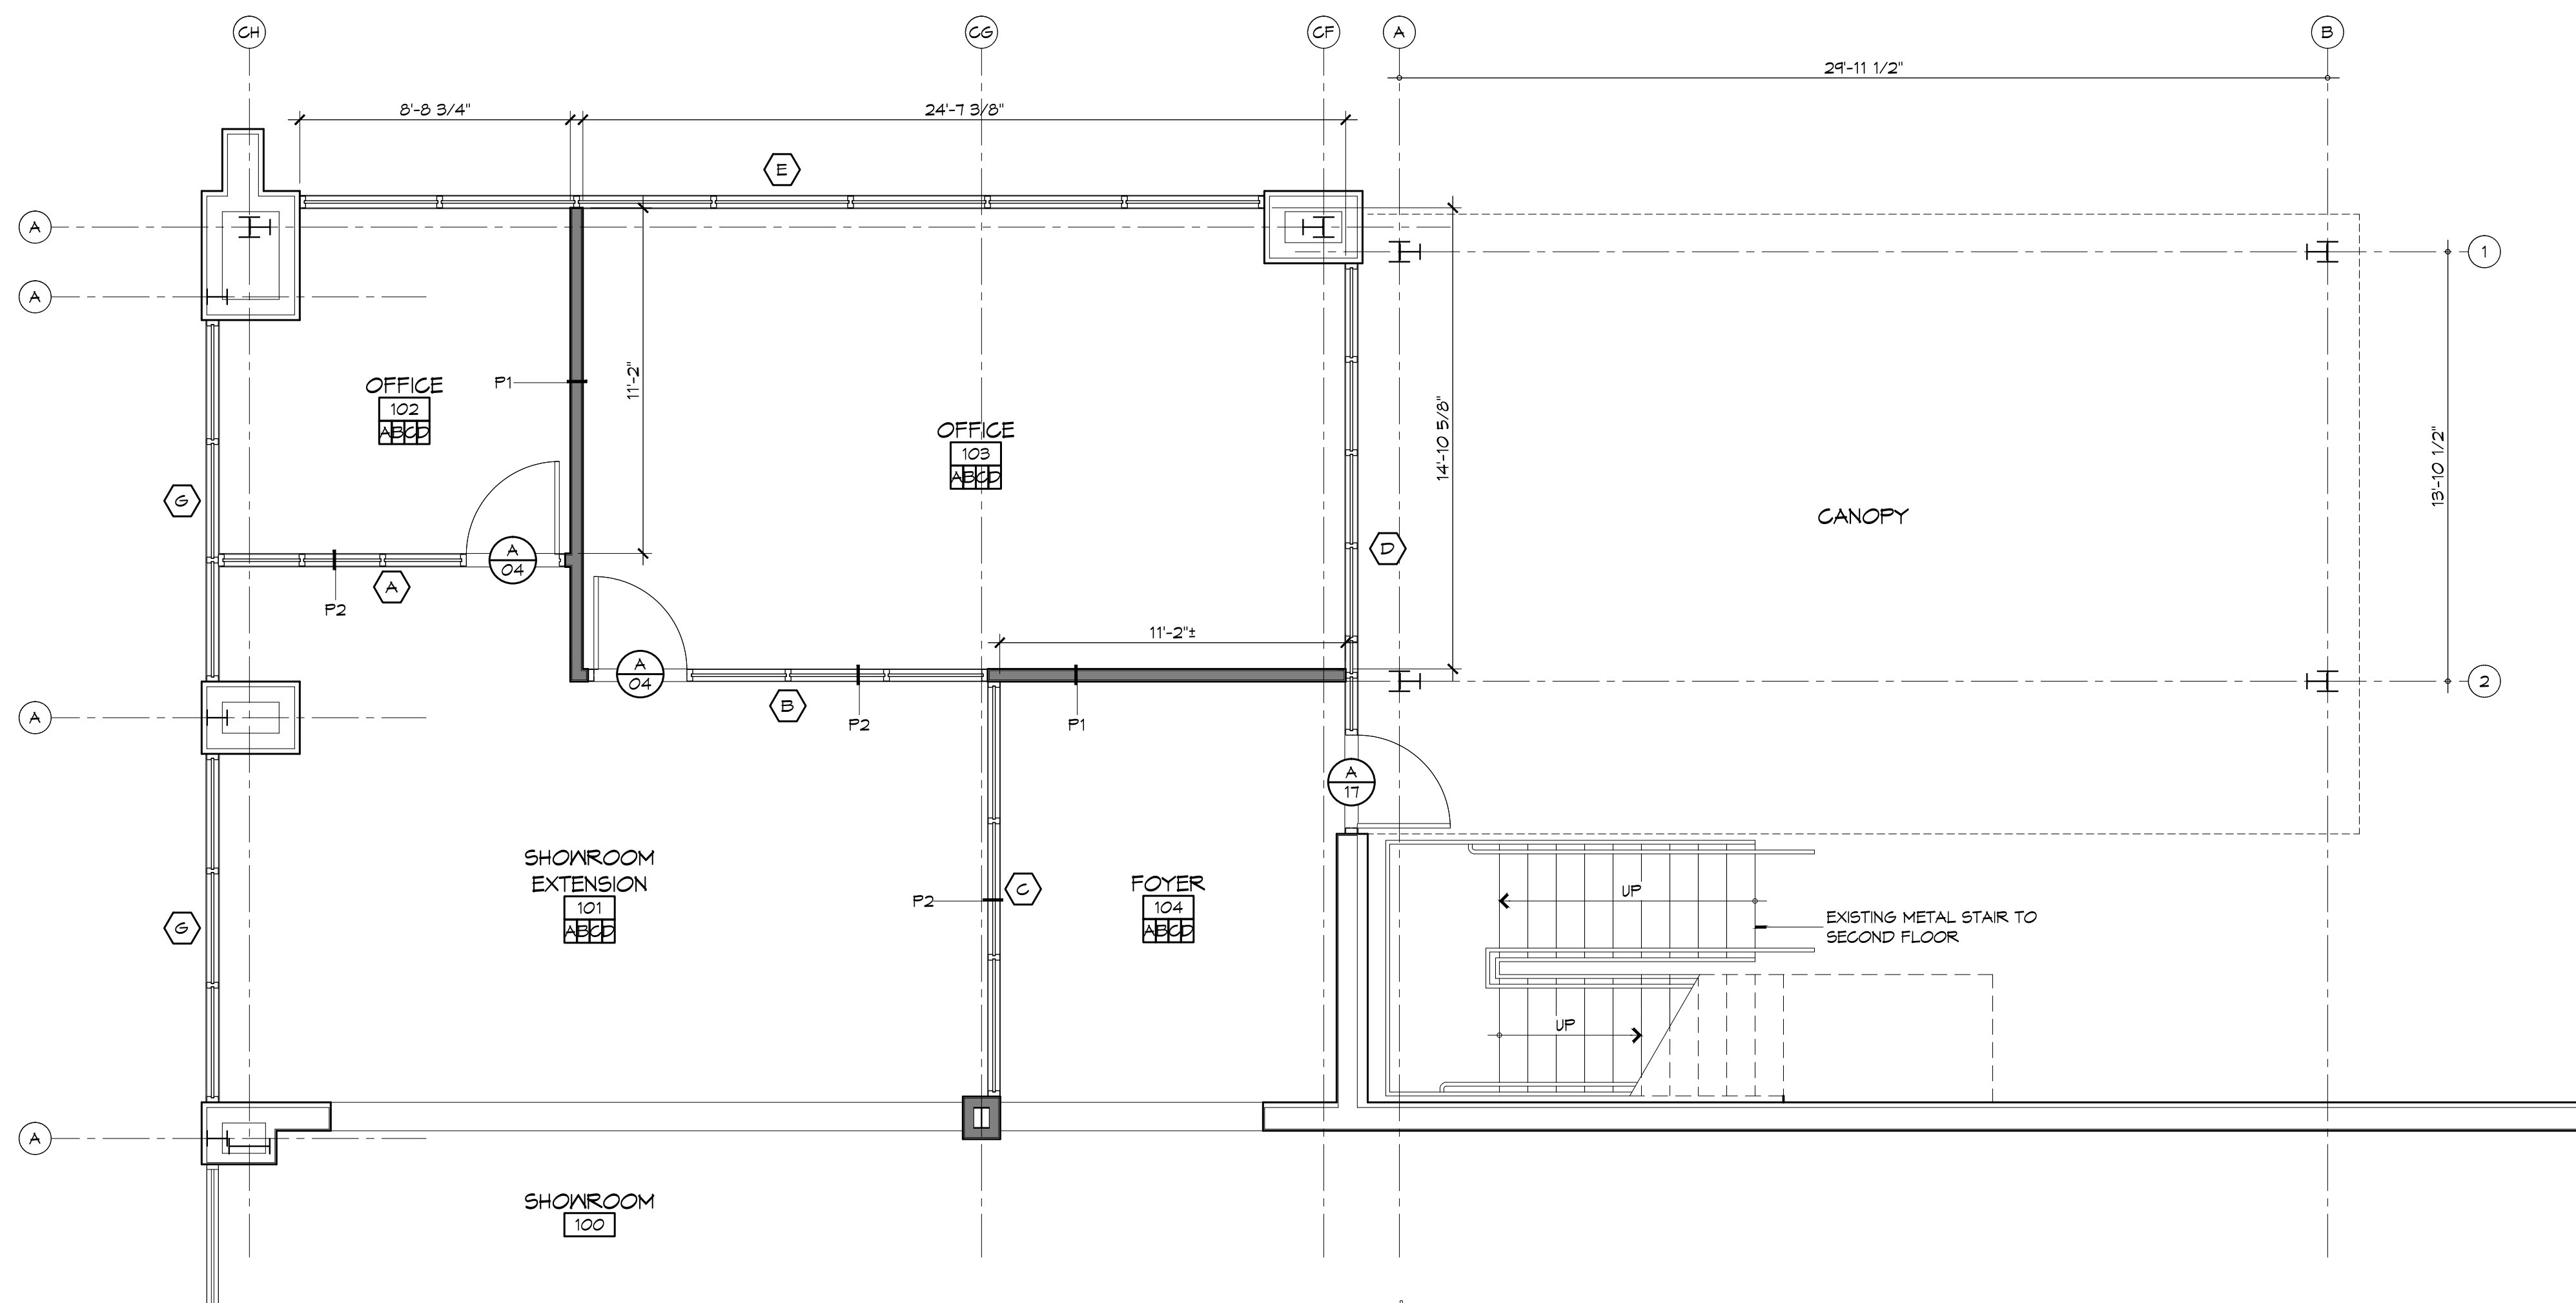 CH
CG
CF
A
B
29'-11 1/2"
8'-8 3/4"
24'-7 3/8"
E
A
1
A
11'-2"
14'-10 5/8"
13'-10 1/2"
P1
OFFICE
102
ABCD
OFFICE
103
ABCD
G
CANOPY
D
A
04
A
P2
11'-2"±
A
04
2
B
P2
P1
A
A
17
SHOWROOM
EXTENSION
101
ABCD
P2
C
FOYER
104
ABCD
UP
EXISTING METAL STAIR TO
SECOND FLOOR
G
UP
A
SHOWROOM
100